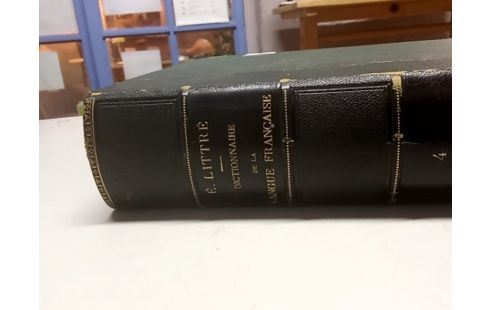 É. LITTRÉ
DICTIONNAIRE
DE LA
LANGUE FRANÇAISE
4